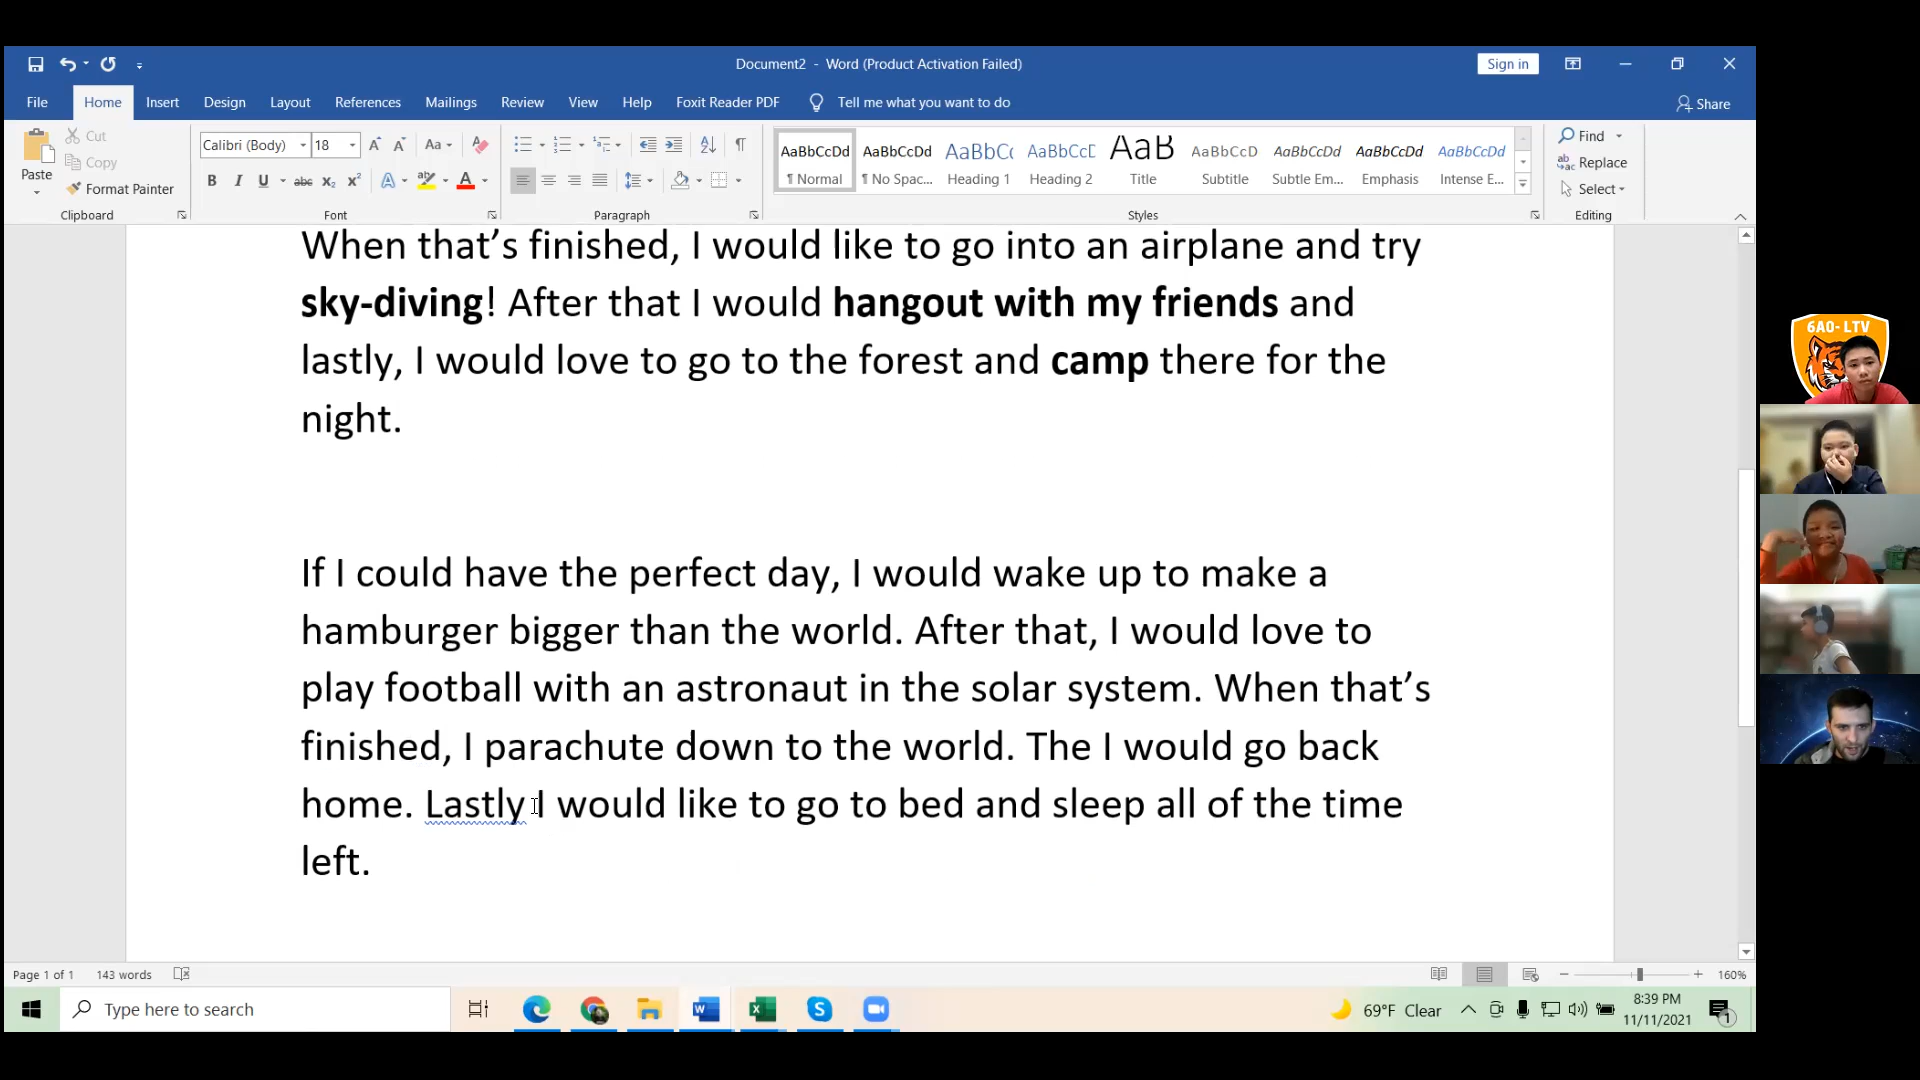 Document2 - Word (Product Activation Failed)
Sign in
File Home Insert Design Layout References Mailings Review View Help Foxit Reader PDF Tell me what you want to do Share
Paste
Cut
Copy
Format Painter
Clipboard
Calibri (Body) 18
Font
Paragraph
AaBbCcDd AaBbCcDd AaBbC( AaBbCcE AaB AaBbCcD AaBbCcDd AaBbCcDd AaBbCcDd
¶ Normal ¶ No Spac... Heading 1 Heading 2 Title Subtitle Subtle Em... Emphasis Intense E...
Styles
Find
Replace
Select
Editing
When that’s finished, I would like to go into an airplane and try
sky-diving! After that I would hangout with my friends and
lastly, I would love to go to the forest and camp there for the
night.
If I could have the perfect day, I would wake up to make a
hamburger bigger than the world. After that, I would love to
play football with an astronaut in the solar system. When that’s
finished, I parachute down to the world. The I would go back
home. Lastly I would like to go to bed and sleep all of the time
left.
6A0-LTV
Page 1 of 1 143 words
160%
Type here to search
69°F Clear
8:39 PM
11/11/2021
1